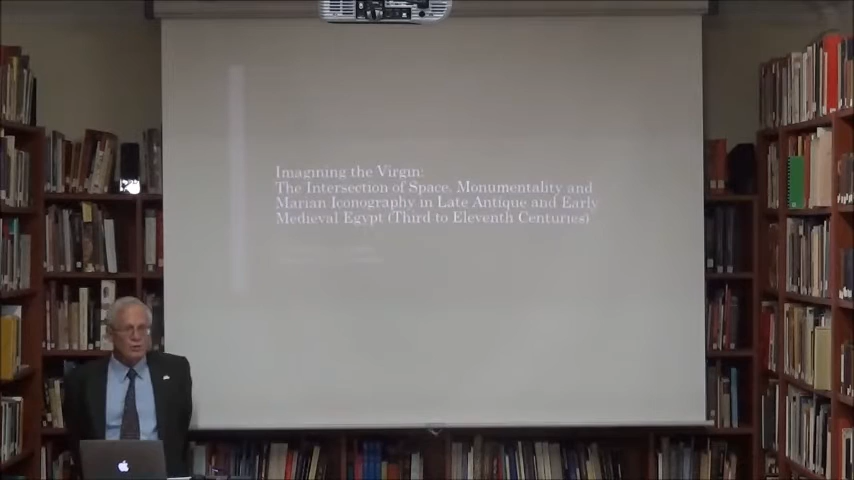 Imagining the Virgin:
The Intersection of Space, Monumentality and
Marian Iconography in Late Antique and Early
Medieval Egypt (Third to Eleventh Centuries)